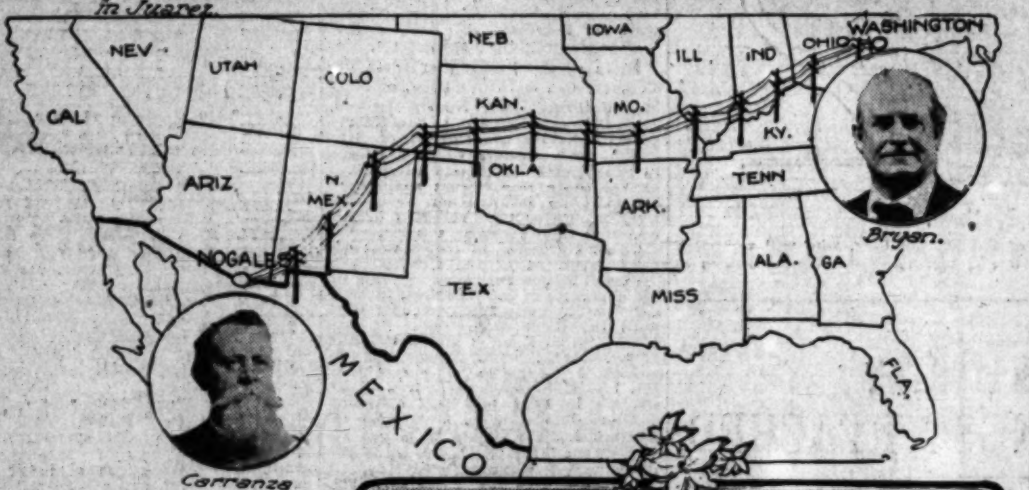 in Juarez.
WASHINGTON
NEV
NEB
IOWA
OHIO
UTAH
COLO
ILL
IND
CAL
KAN.
MO.
KY.
ARIZ.
N
MEX.
OKLA
TENN
ARK.
Bryan.
NOGALES
TEX
MISS
ALA.
GA
FLA.
MEXICO
Carranza